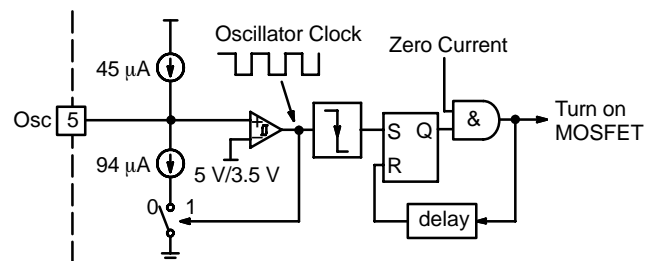 Oscillator Clock
Zero Current
45 μA
Osc 5
+
−
S Q
&
Turn on
MOSFET
94 μA
5 V/3.5 V
R
0 1
delay